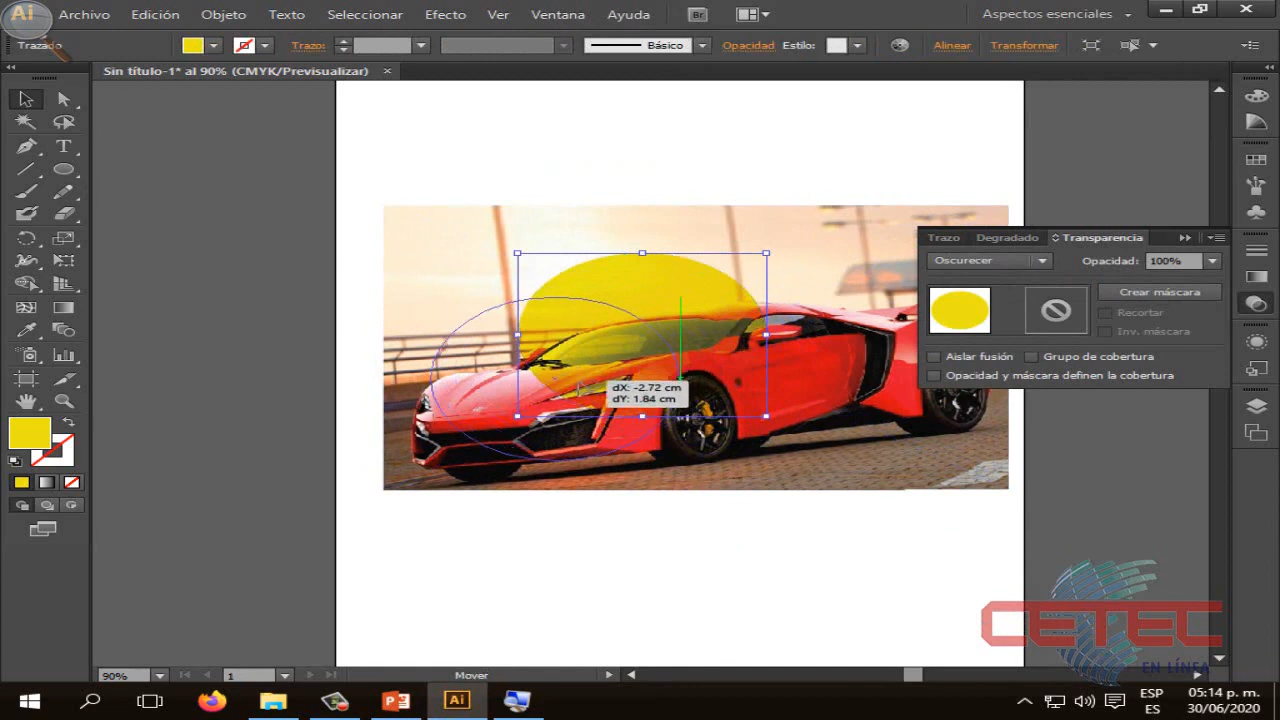 Ai Archivo Edición Objeto Texto Seleccionar Efecto Ver Ventana Ayuda Br Aspectos esenciales
Trazado Trazo: Básico Opacidad Estilo: Alinear Transformar
Sin título-1* al 90% (CMYK/Previsualizar) ×
T
Trazo Degradado Transparencia
Oscurecer Opacidad: 100%
Crear máscara
Recortar
Inv. máscara
Aislar fusión Grupo de cobertura
Opacidad y máscara definen la cobertura
dX: -2.72 cm
dY: 1.84 cm
CETEC
EN LÍNEA
90% 1 Mover
Ai ESP 05:14 p. m.
ES 30/06/2020